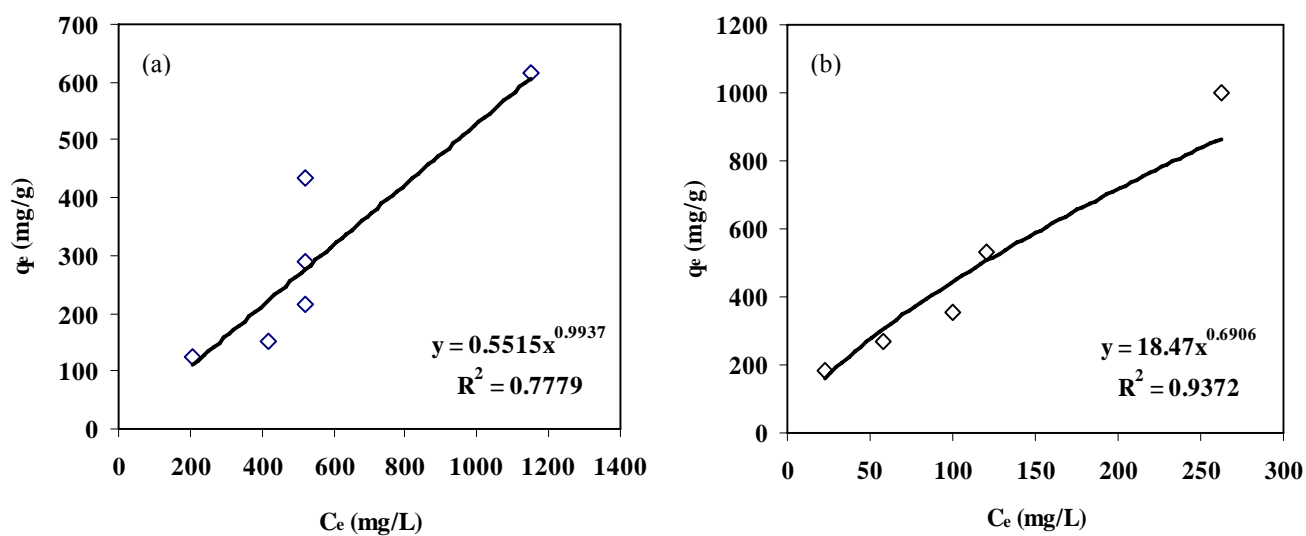 (a)
700
600
500
400
300
200
100
0
qe (mg/g)
y = 0.5515x^0.9937
R^2 = 0.7779
0 200 400 600 800 1000 1200 1400
Ce (mg/L)
(b)
1200
1000
800
600
400
200
0
qe (mg/g)
y = 18.47x^0.6906
R^2 = 0.9372
0 50 100 150 200 250 300
Ce (mg/L)